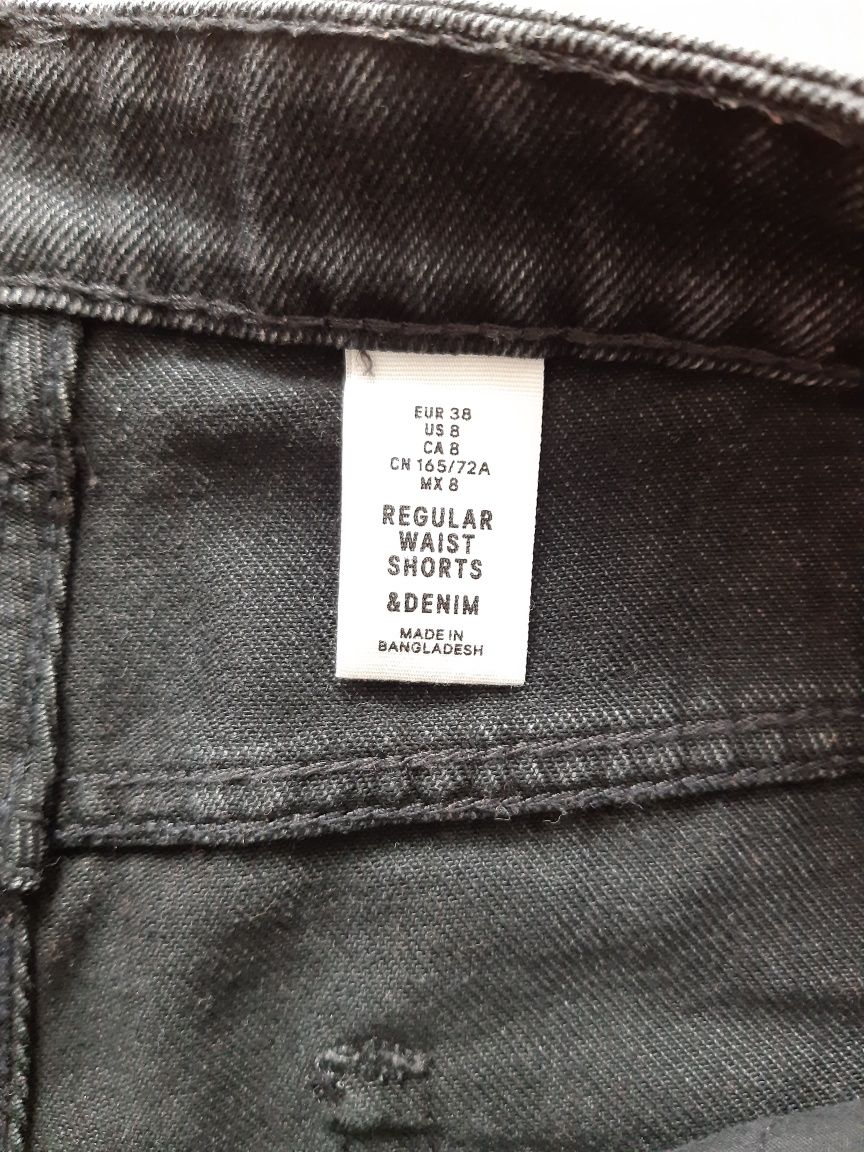 EUR 38
US 8
CA 8
CN 165/72A
MX 8
REGULAR
WAIST
SHORTS
&DENIM
MADE IN
BANGLADESH